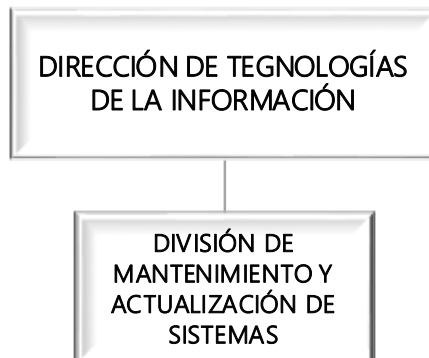 DIRECCIÓN DE TEGNOLOGÍAS
DE LA INFORMACIÓN
DIVISIÓN DE
MANTENIMIENTO Y
ACTUALIZACIÓN DE
SISTEMAS